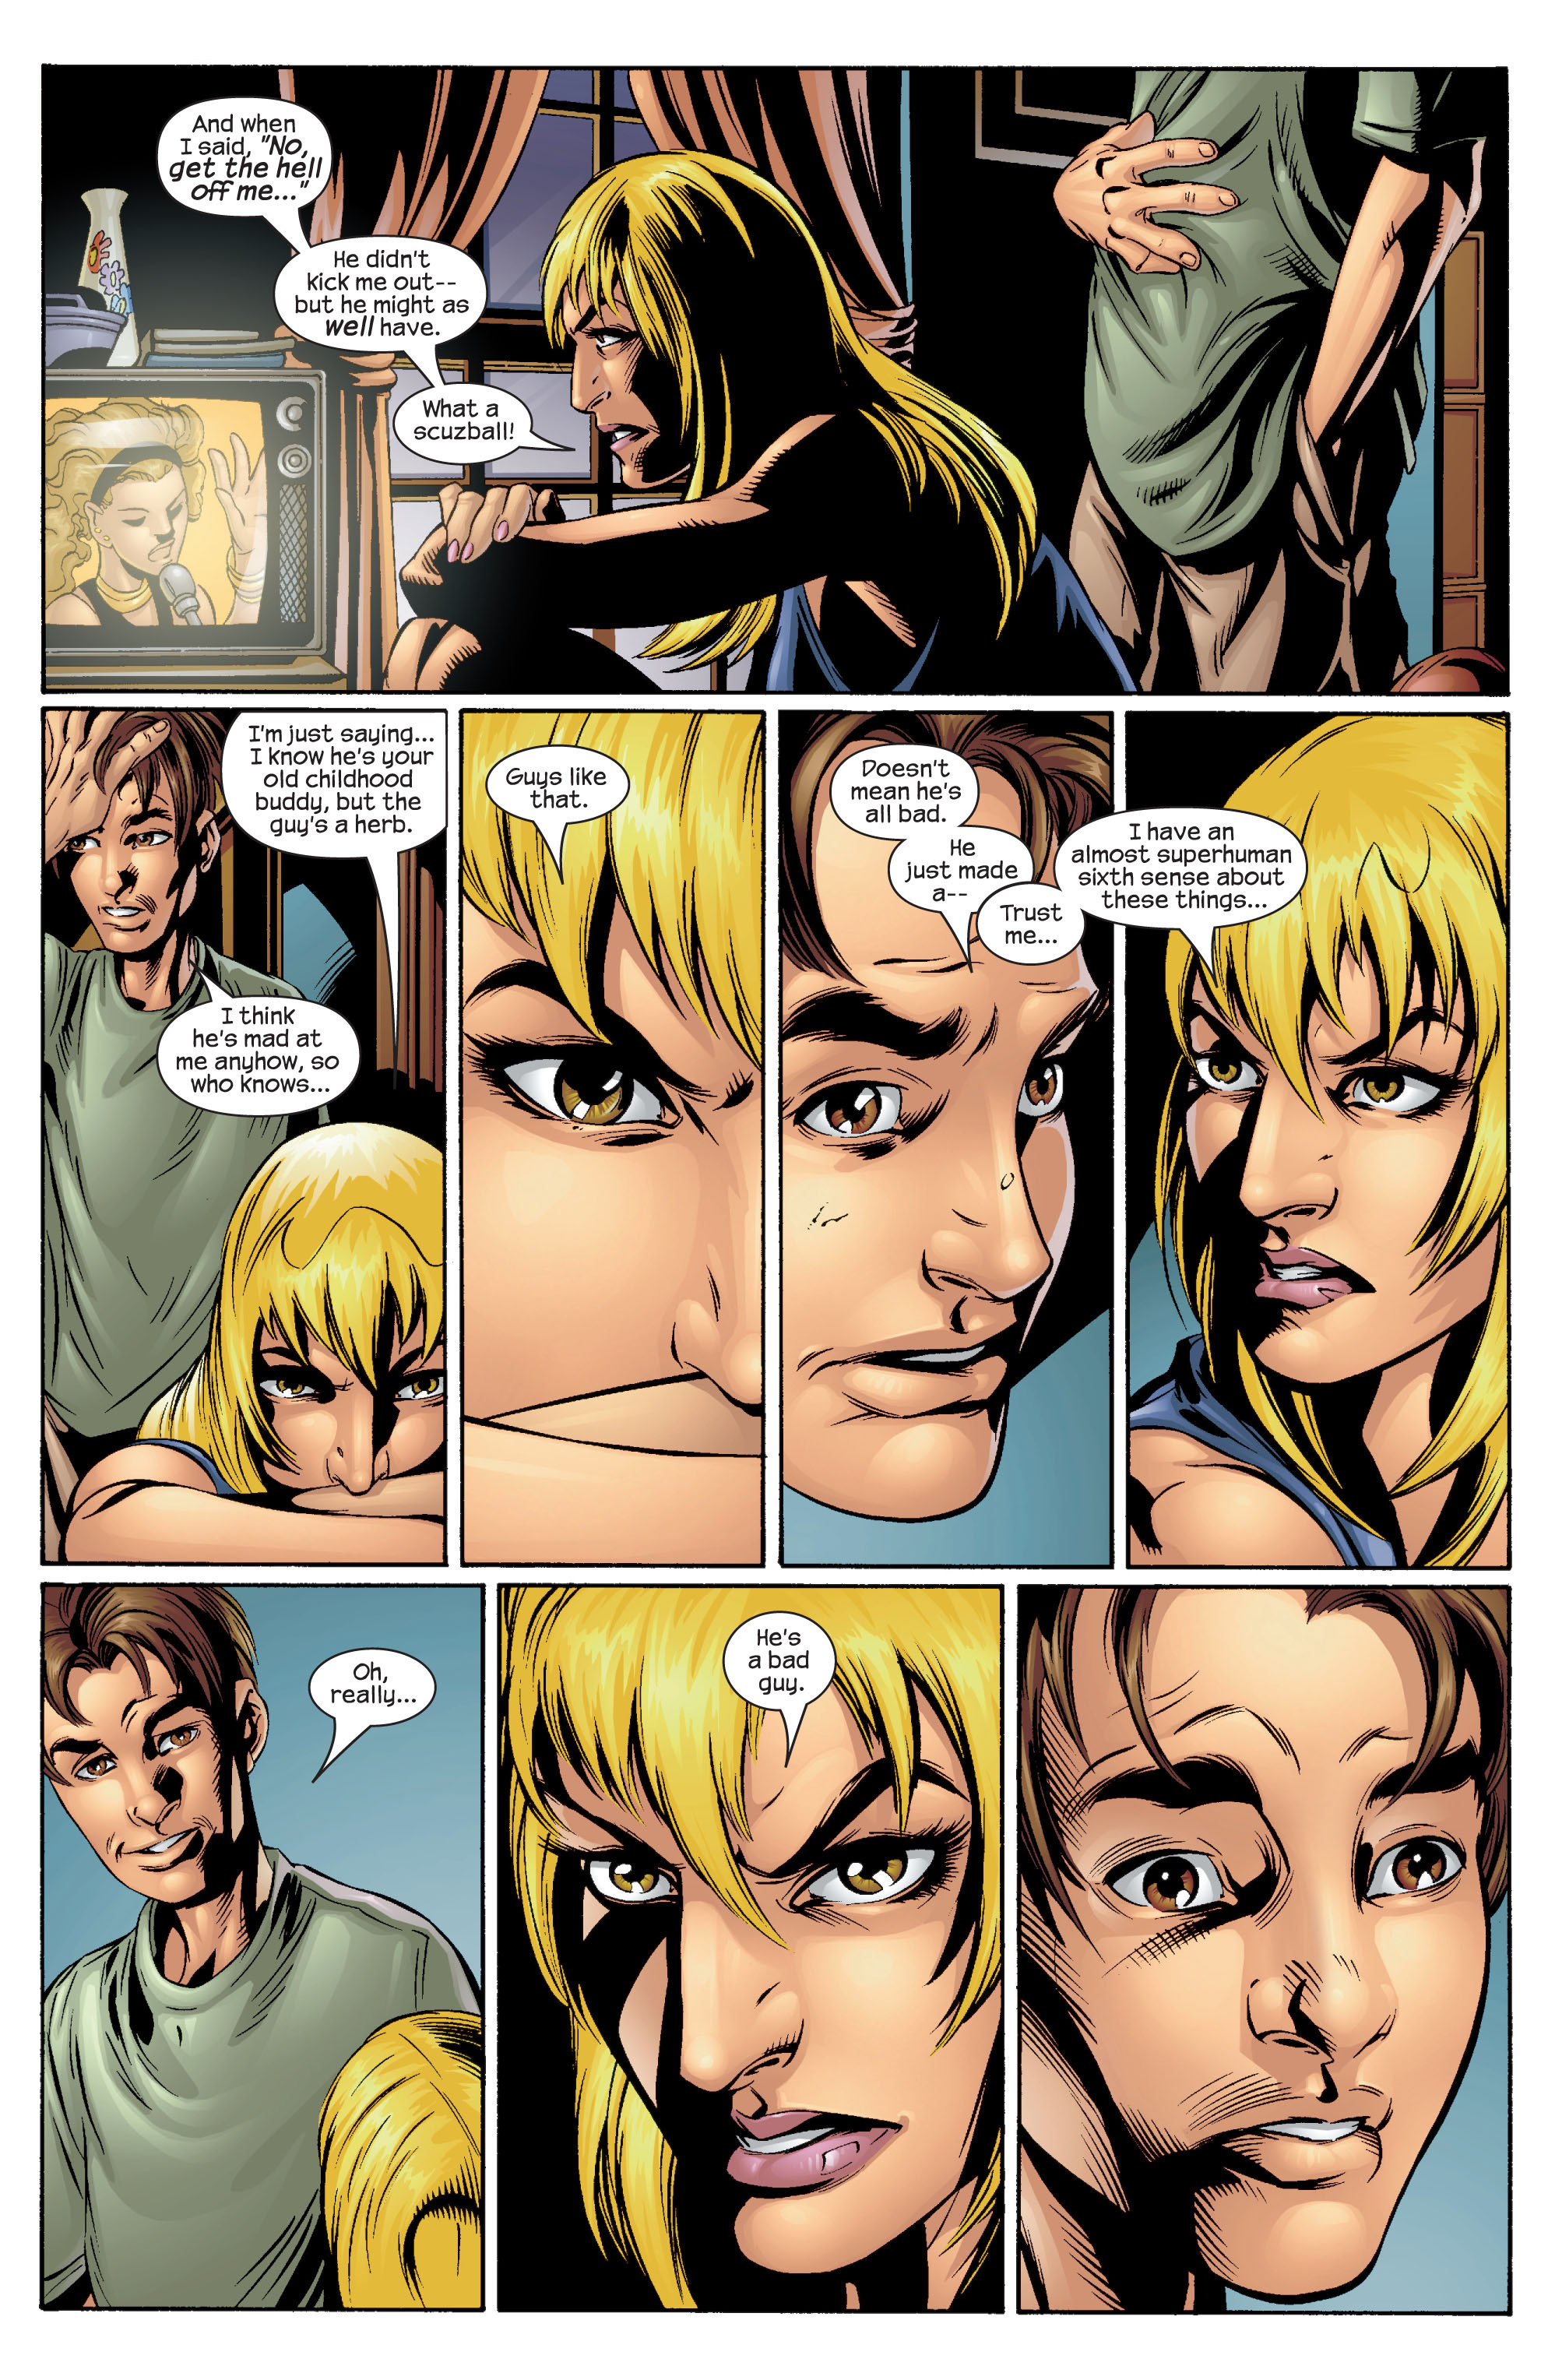 And when
I said, "No,
get the hell
off me..."
He didn't
kick me out--
but he might as
well have.
What a
scuzball!
I'm just saying...
I know he's your
old childhood
buddy, but the
guy's a herb.
I think
he's mad at
me anyhow, so
who knows...
Guys like
that.
Doesn't
mean he's
all bad.
He
just made
a--
Trust
me...
I have an
almost superhuman
sixth sense about
these things...
Oh,
really...
He's
a bad
guy.